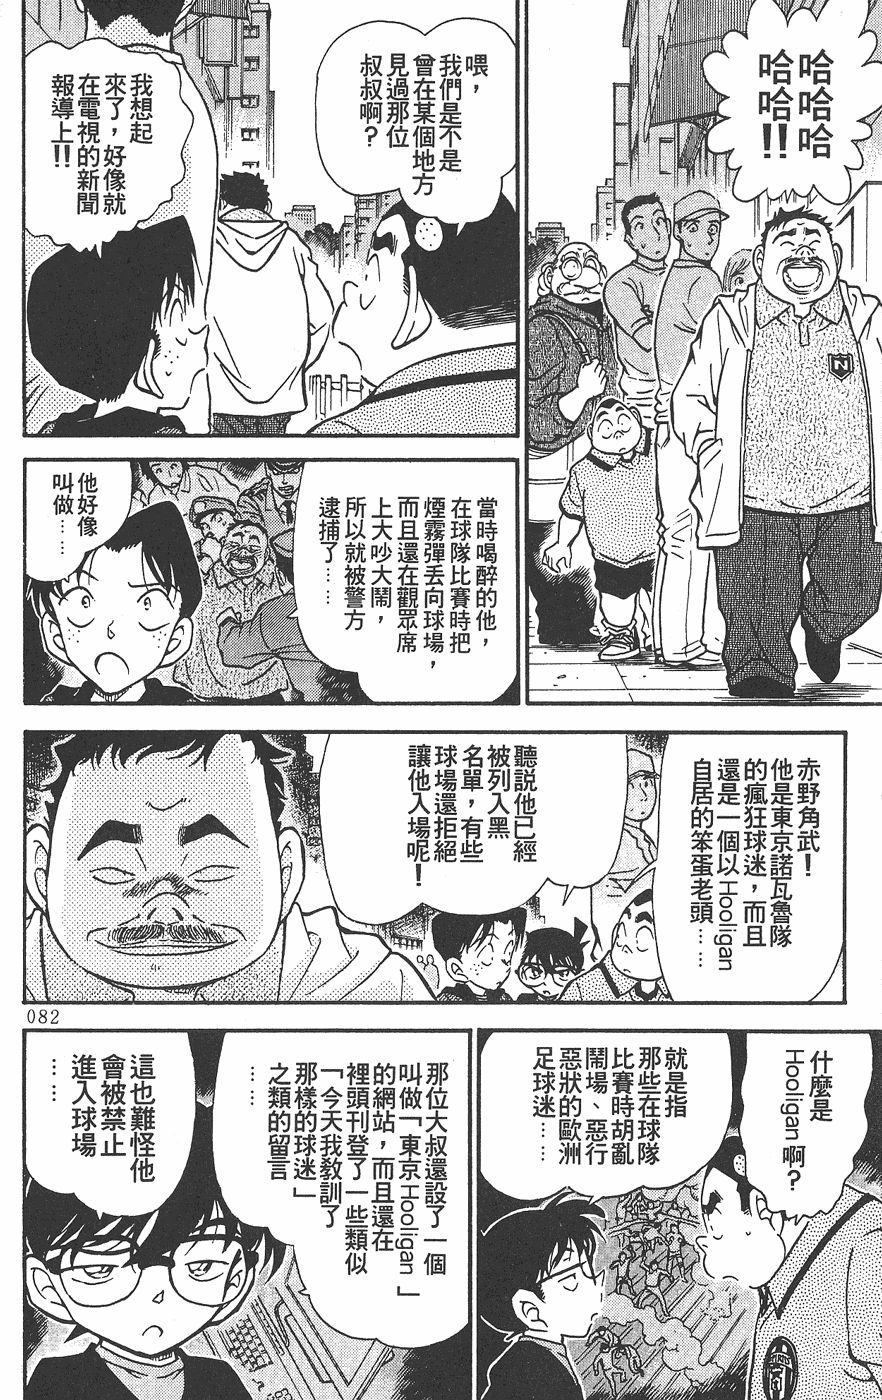 哈哈哈
哈哈!!
N
喂，
我們是不是
曾在某個地方
見過那位
叔叔啊？
我想起
來了，好像就
在電視的新聞
報導上!!
當時喝醉的他，
在球隊比賽時把
煙霧彈丟向球場，
而且還在觀眾席
上大吵大鬧，
所以就被警方
逮捕了……
他好像
叫做……
赤野角武！
他是東京諾瓦魯隊
的瘋狂球迷，而且
還是一個以Hooligan
自居的笨蛋老頭……
聽說他已經
被列入黑
名單，有些
球場還拒絕
讓他入場呢！
082
什麼是
Hooligan啊？
就是指
那些在球隊
比賽時胡亂
鬧場、惡行
惡狀的歐洲
足球迷……
那位大叔還設了一個
叫做「東京Hooligan」
的網站，而且還在
裡頭刊登了一些類似
「今天我教訓了
那樣的球迷」
之類的留言
……
這也難怪他
會被禁止
進入球場
……